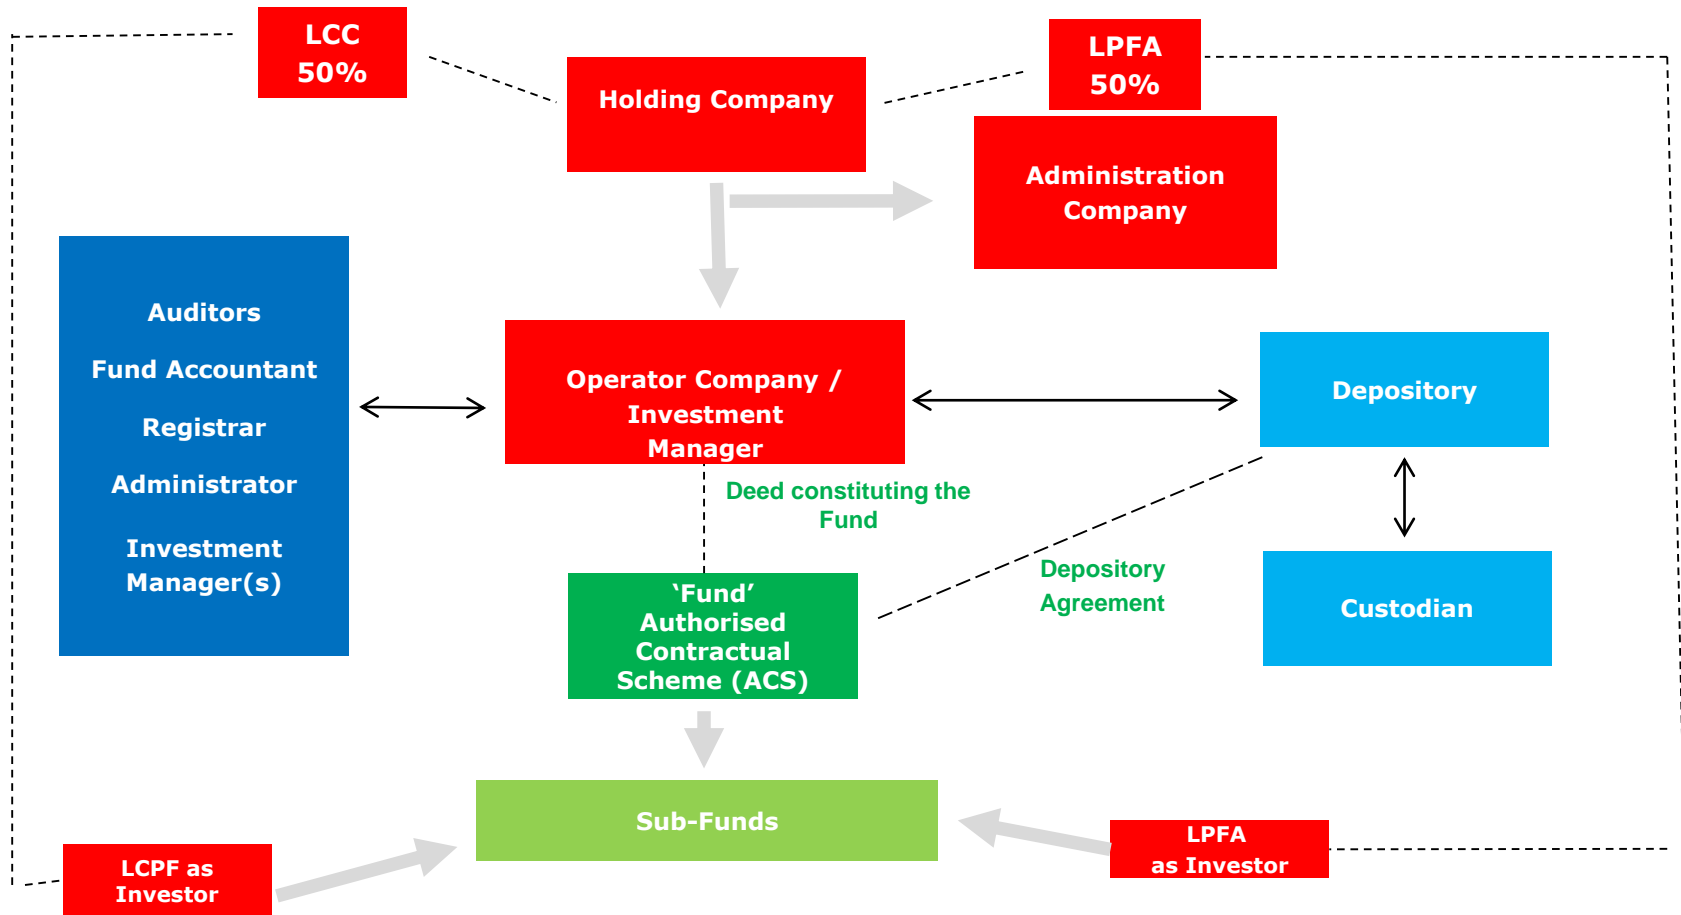 LCC
50%
Holding Company
LPFA
50%
Administration
Company
Auditors
Fund Accountant
Registrar
Administrator
Investment
Manager(s)
Operator Company /
Investment
Manager
Depository
Deed constituting the
Fund
Depository
Agreement
‘Fund’
Authorised
Contractual
Scheme (ACS)
Custodian
Sub-Funds
LCPF as
Investor
LPFA
as Investor